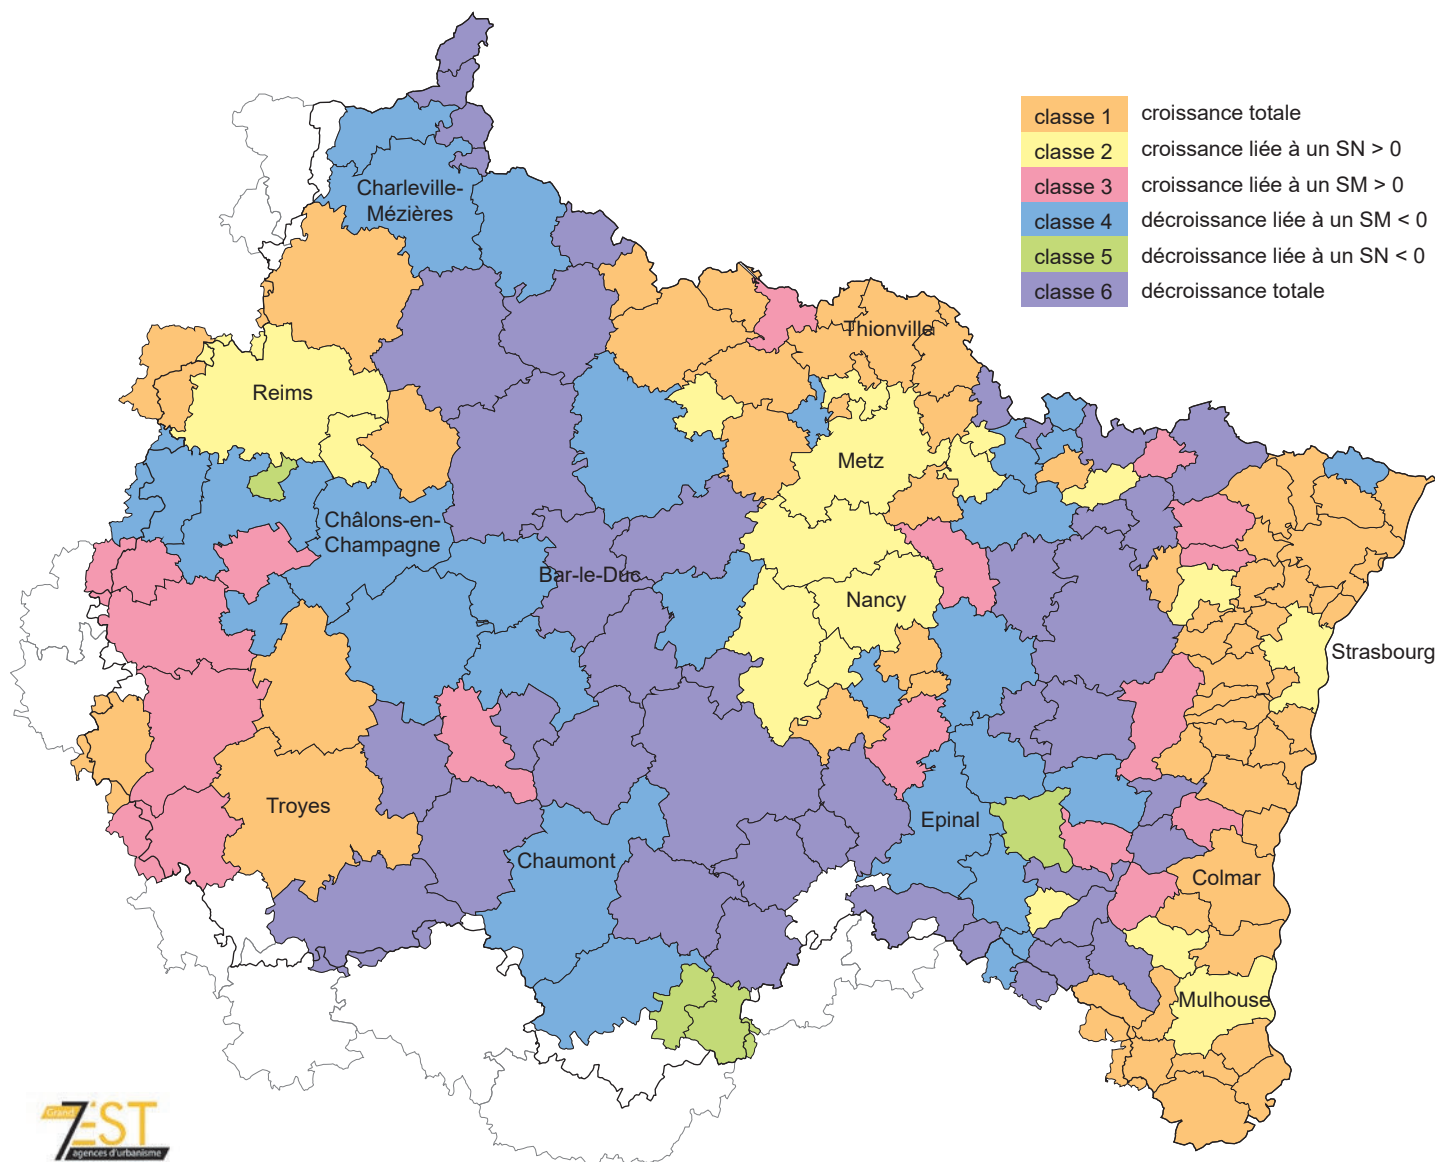 classe 1 croissance totale
classe 2 croissance liée à un SN > 0
classe 3 croissance liée à un SM > 0
classe 4 décroissance liée à un SM < 0
classe 5 décroissance liée à un SN < 0
classe 6 décroissance totale
Charleville-
Mézières
Thionville
Reims
Metz
Châlons-en-
Champagne
Bar-le-Duc
Nancy
Strasbourg
Troyes
Epinal
Chaumont
Colmar
Mulhouse
Grand
7EST
agences d'urbanisme